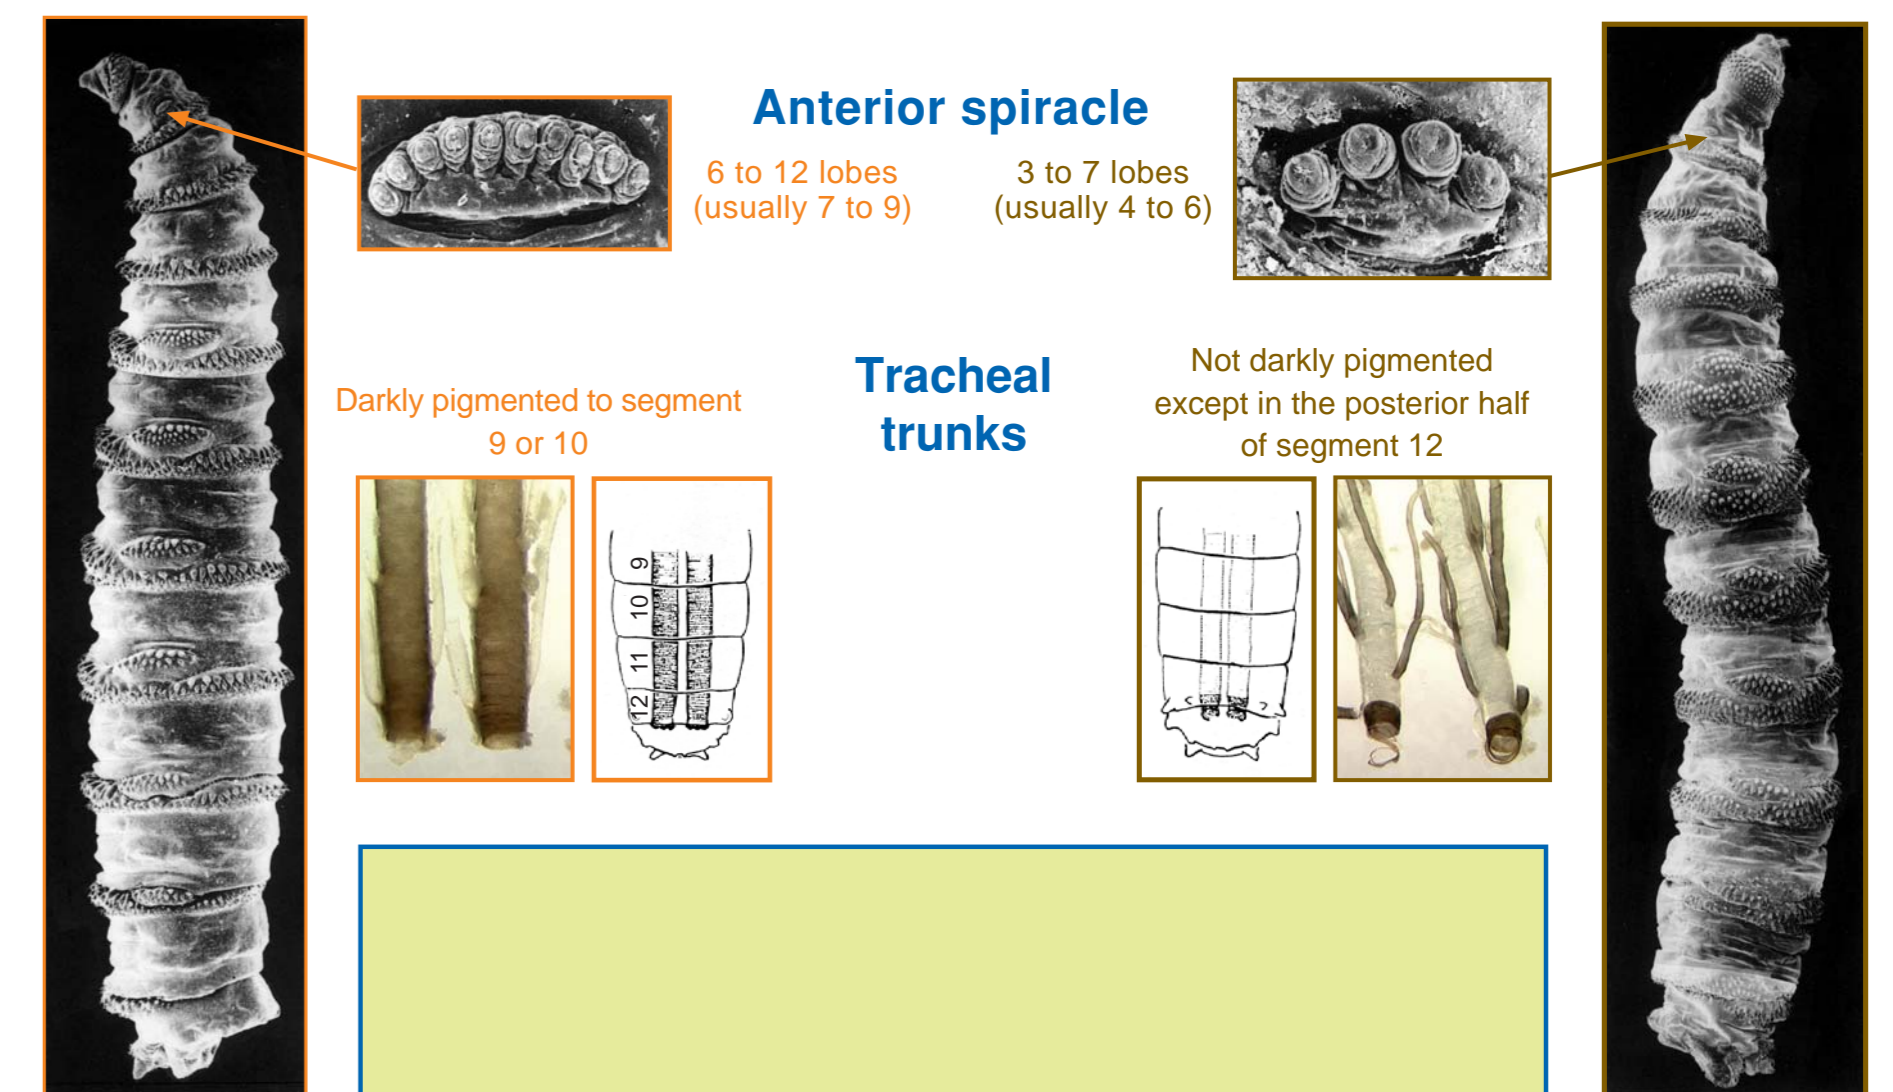 Anterior spiracle
6 to 12 lobes
(usually 7 to 9)
3 to 7 lobes
(usually 4 to 6)
Tracheal
trunks
Darkly pigmented to segment
9 or 10
Not darkly pigmented
except in the posterior half
of segment 12
9
10
11
12